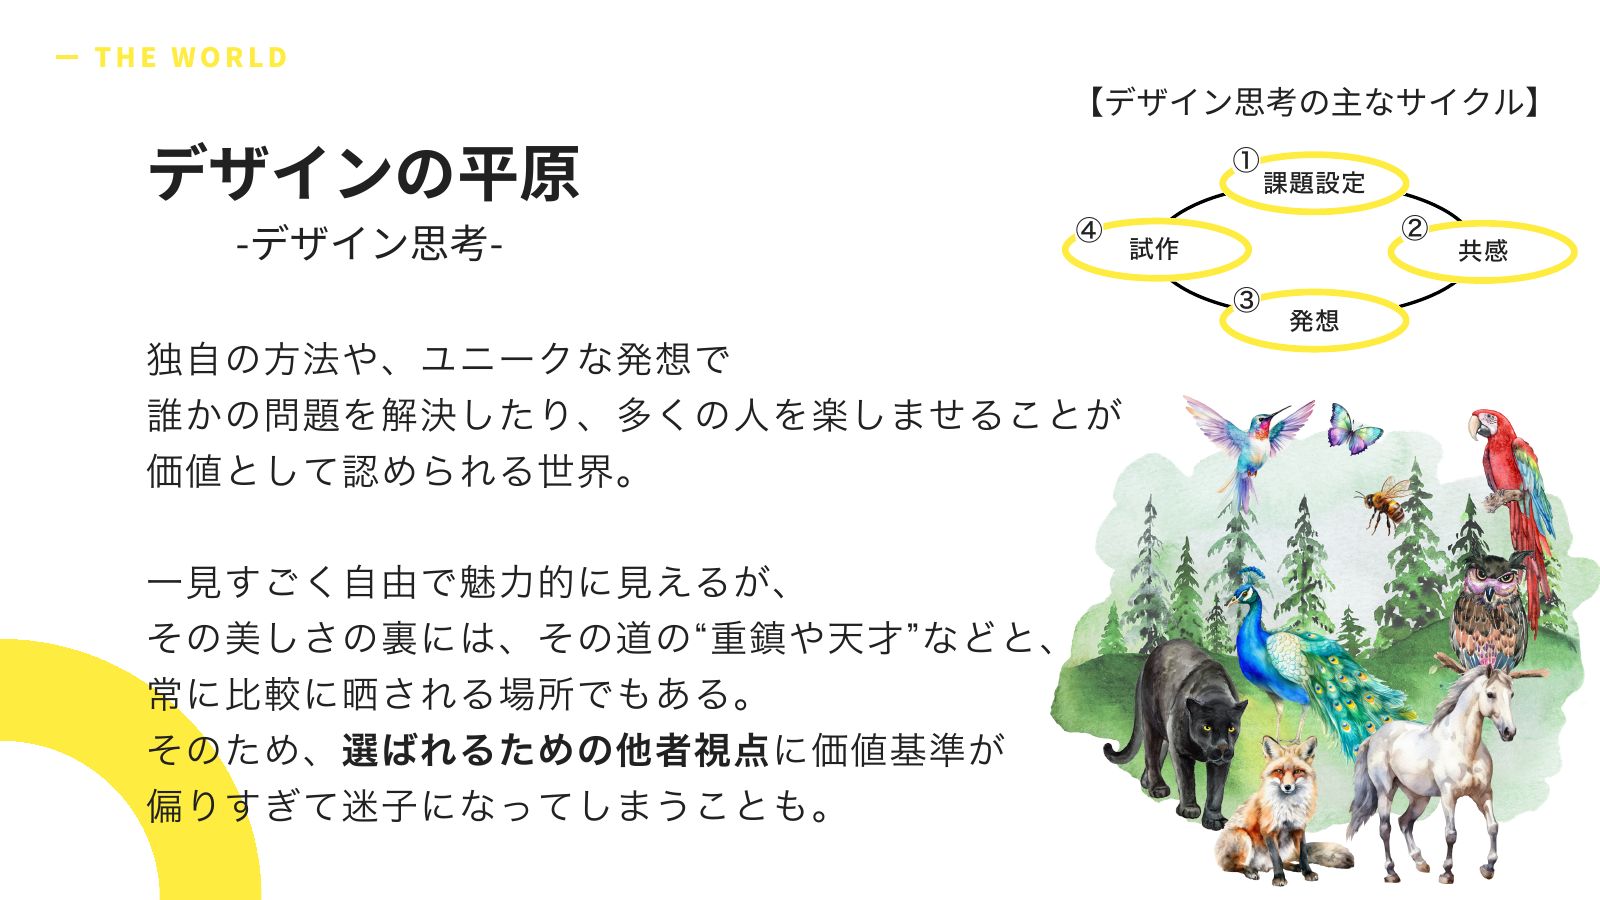 — THE WORLD
デザインの平原
-デザイン思考-
独自の方法や、ユニークな発想で
誰かの問題を解決したり、多くの人を楽しませることが
価値として認められる世界。
一見すごく自由で魅力的に見えるが、
その美しさの裏には、その道の“重鎮や天才”などと、
常に比較に晒される場所でもある。
そのため、選ばれるための他者視点に価値基準が
偏りすぎて迷子になってしまうことも。
【デザイン思考の主なサイクル】
①
課題設定
②
共感
③
発想
④
試作